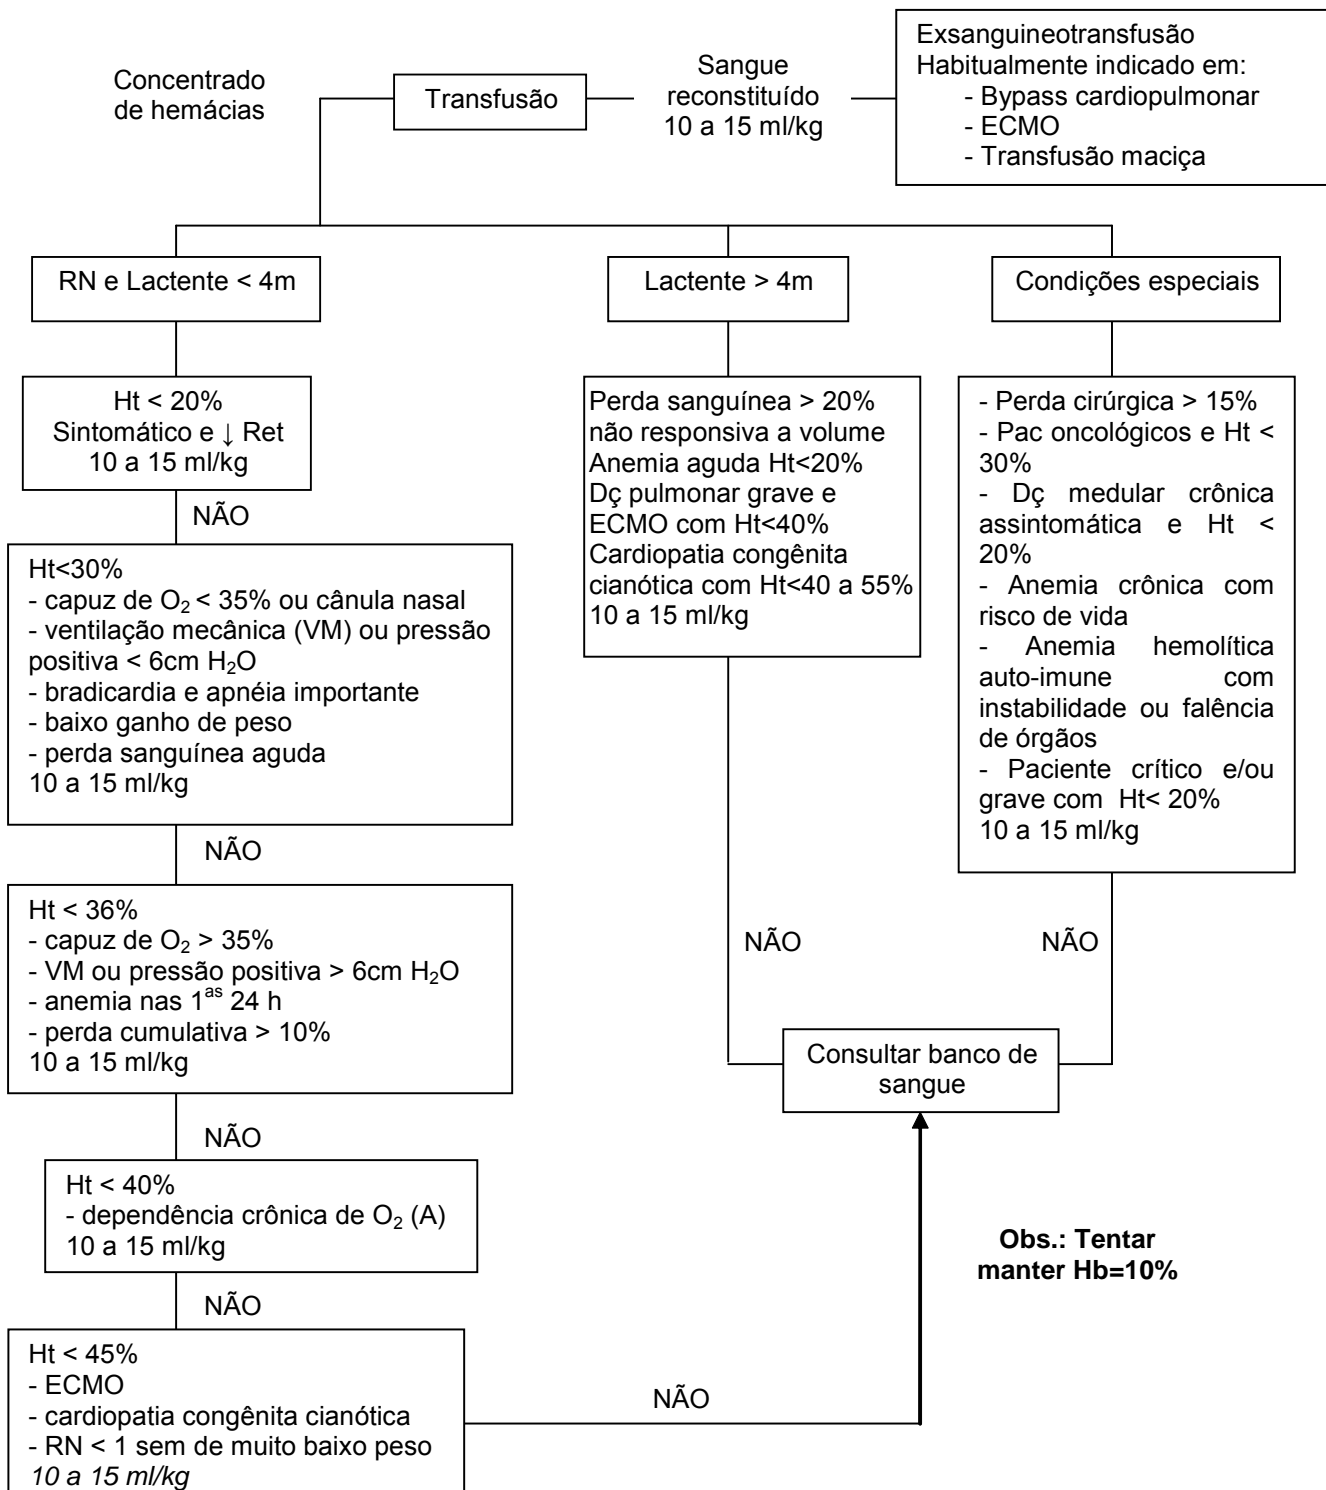 Concentrado
de hemácias
Transfusão
Sangue
reconstituído
10 a 15 ml/kg
Exsanguineotransfusão
Habitualmente indicado em:
- Bypass cardiopulmonar
- ECMO
- Transfusão maciça
RN e Lactente < 4m
Lactente > 4m
Condições especiais
Ht < 20%
Sintomático e ↓ Ret
10 a 15 ml/kg
NÃO
Ht<30%
- capuz de O₂ < 35% ou cânula nasal
- ventilação mecânica (VM) ou pressão
positiva < 6cm H₂O
- bradicardia e apnéia importante
- baixo ganho de peso
- perda sanguínea aguda
10 a 15 ml/kg
NÃO
Ht < 36%
- capuz de O₂ > 35%
- VM ou pressão positiva > 6cm H₂O
- anemia nas 1ᵃˢ 24 h
- perda cumulativa > 10%
10 a 15 ml/kg
NÃO
Ht < 40%
- dependência crônica de O₂ (A)
10 a 15 ml/kg
NÃO
Ht < 45%
- ECMO
- cardiopatia congênita cianótica
- RN < 1 sem de muito baixo peso
10 a 15 ml/kg
NÃO
Perda sanguínea > 20%
não responsiva a volume
Anemia aguda Ht<20%
Dç pulmonar grave e
ECMO com Ht<40%
Cardiopatia congênita
cianótica com Ht<40 a 55%
10 a 15 ml/kg
NÃO
- Perda cirúrgica > 15%
- Pac oncológicos e Ht <
30%
- Dç medular crônica
assintomática e Ht <
20%
- Anemia crônica com
risco de vida
- Anemia hemolítica
auto-imune com
instabilidade ou falência
de órgãos
- Paciente crítico e/ou
grave com Ht< 20%
10 a 15 ml/kg
NÃO
Consultar banco de
sangue
Obs.: Tentar
manter Hb=10%